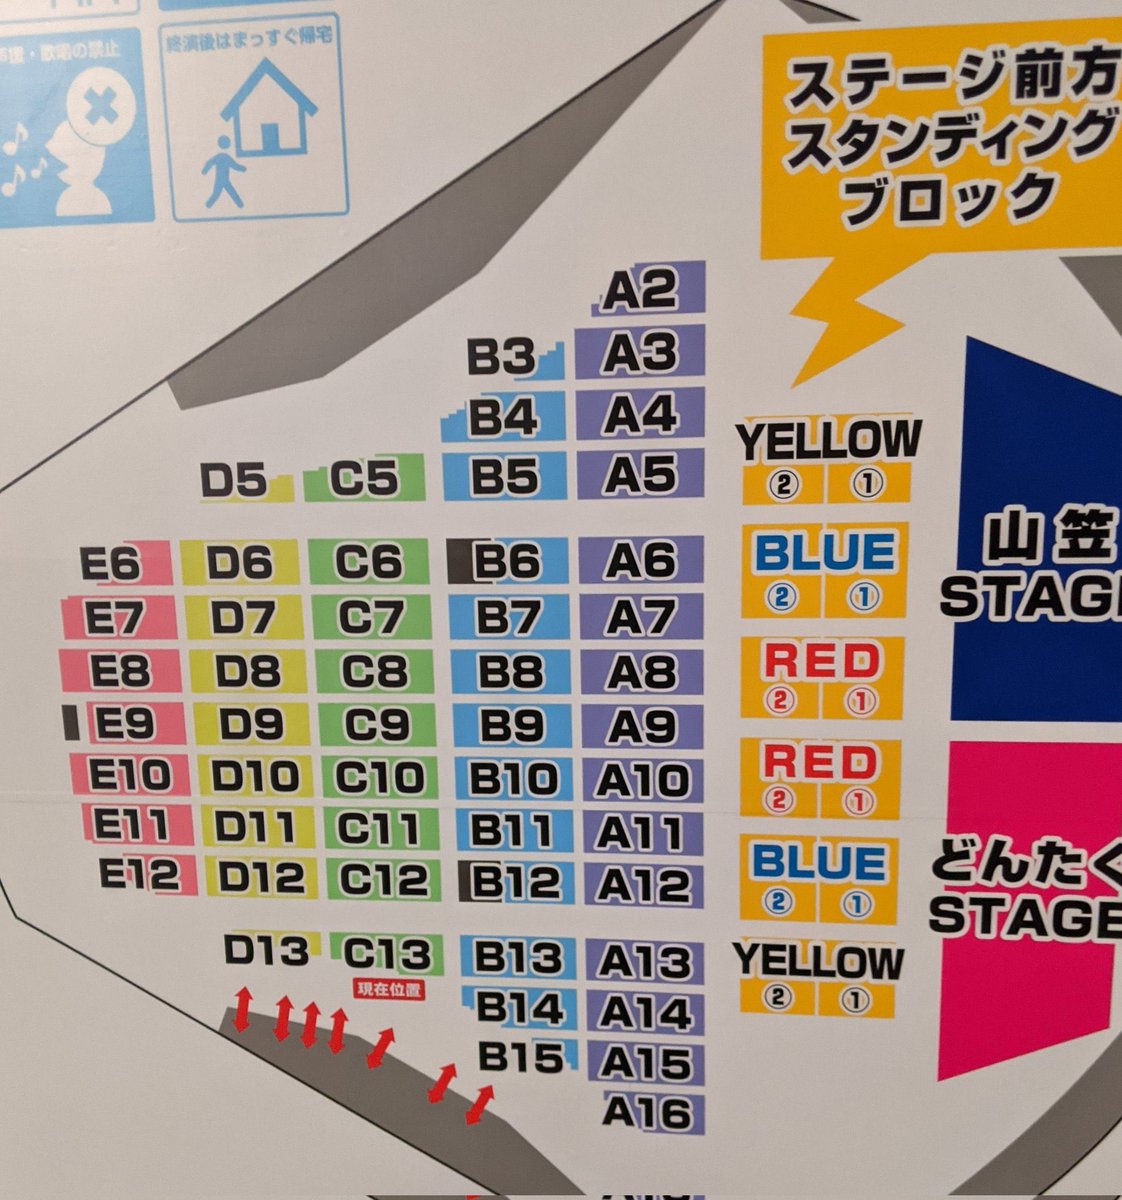 歌唱の禁止
終演後はまっすぐ帰宅
ステージ前方
スタンディング
ブロック
A2
B3 A3
B4 A4
D5 C5 B5 A5
E6 D6 C6 B6 A6
E7 D7 C7 B7 A7
E8 D8 C8 B8 A8
E9 D9 C9 B9 A9
E10 D10 C10 B10 A10
E11 D11 C11 B11 A11
E12 D12 C12 B12 A12
D13 C13 B13 A13
現在位置
B14 A14
B15 A15
A16
YELLOW
② ①
BLUE
② ①
RED
② ①
RED
② ①
BLUE
② ①
YELLOW
② ①
山笠
STAGE
どんたく
STAGE